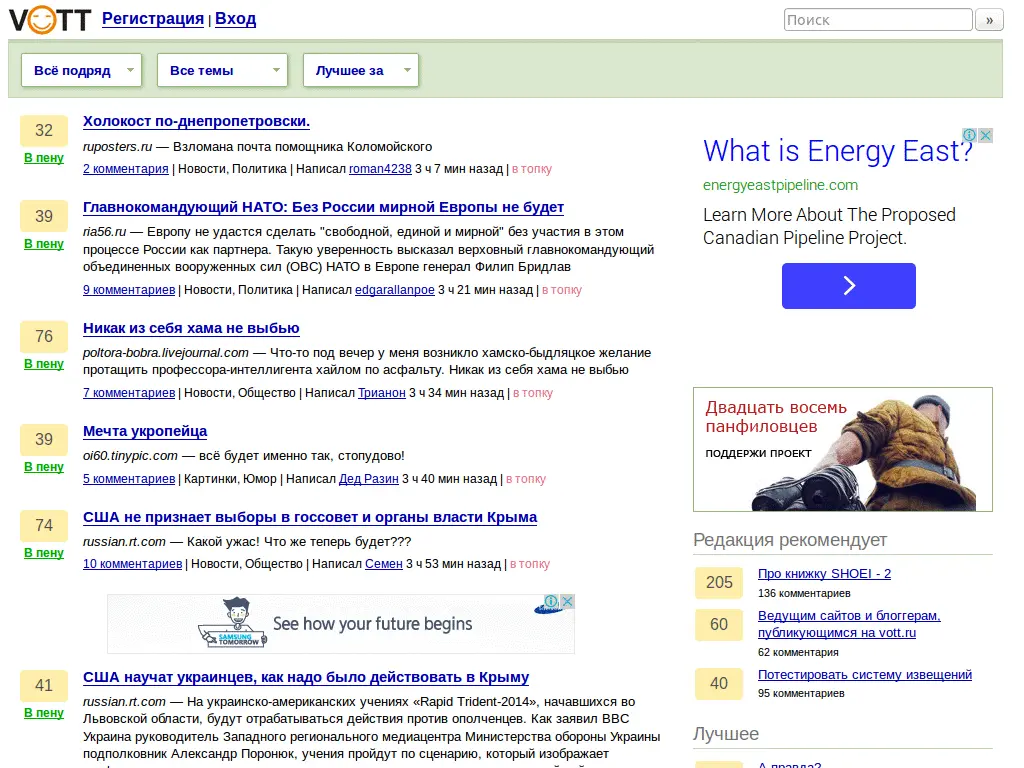 VOTT Регистрация | Вход
Поиск »
Всё подряд Все темы Лучшее за
32
В пену
Холокост по-днепропетровски.
ruposters.ru — Взломана почта помощника Коломойского
2 комментария | Новости, Политика | Написал roman4238 3 ч 7 мин назад | в топку
39
В пену
Главнокомандующий НАТО: Без России мирной Европы не будет
ria56.ru — Европу не удастся сделать "свободной, единой и мирной" без участия в этом
процессе России как партнера. Такую уверенность высказал верховный главнокомандующий
объединенных вооруженных сил (ОВС) НАТО в Европе генерал Филип Бридлав
9 комментариев | Новости, Политика | Написал edgarallanpoe 3 ч 21 мин назад | в топку
76
В пену
Никак из себя хама не выбью
poltora-bobra.livejournal.com — Что-то под вечер у меня возникло хамско-быдляцкое желание
протащить профессора-интеллигента хайлом по асфальту. Никак из себя хама не выбью
7 комментариев | Новости, Общество | Написал Трианон 3 ч 34 мин назад | в топку
39
В пену
Мечта укропейца
oi60.tinypic.com — всё будет именно так, стопудово!
5 комментариев | Картинки, Юмор | Написал Дед Разин 3 ч 40 мин назад | в топку
74
В пену
США не признает выборы в госсовет и органы власти Крыма
russian.rt.com — Какой ужас! Что же теперь будет???
10 комментариев | Новости, Общество | Написал Семен 3 ч 53 мин назад | в топку
SAMSUNG
TOMORROW
See how your future begins
41
В пену
США научат украинцев, как надо было действовать в Крыму
russian.rt.com — На украинско-американских учениях «Rapid Trident-2014», начавшихся во
Львовской области, будут отрабатываться действия против ополченцев. Как заявил ВВС
Украина руководитель Западного регионального медиацентра Министерства обороны Украины
подполковник Александр Поронюк, учения пройдут по сценарию, который изображает
What is Energy East?
energyeastpipeline.com
Learn More About The Proposed
Canadian Pipeline Project.
Двадцать восемь
панфиловцев
ПОДДЕРЖИ ПРОЕКТ
Редакция рекомендует
205
Про книжку SHOEI - 2
136 комментариев
60
Ведущим сайтов и блоггерам,
публикующимся на vott.ru
62 комментария
40
Потестировать систему извещений
95 комментариев
Лучшее
А правда?